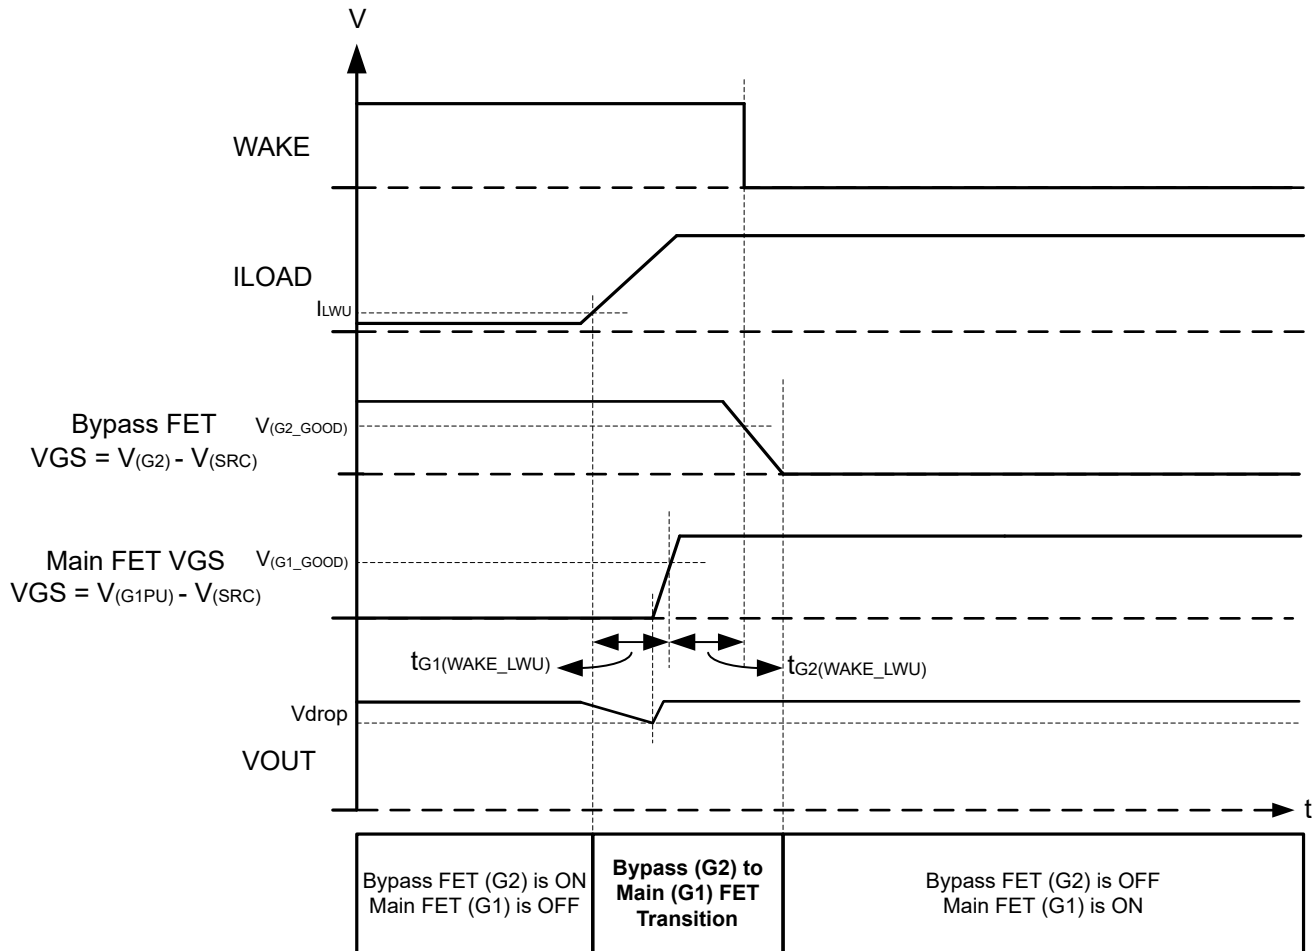 V
WAKE
ILOAD
ILWU
Bypass FET
VGS = V(G2) - V(SRC)
V(G2_GOOD)
Main FET VGS
VGS = V(G1PU) - V(SRC)
V(G1_GOOD)
tG1(WAKE_LWU)
tG2(WAKE_LWU)
Vdrop
VOUT
t
Bypass FET (G2) is ON
Main FET (G1) is OFF
Bypass (G2) to
Main (G1) FET
Transition
Bypass FET (G2) is OFF
Main FET (G1) is ON